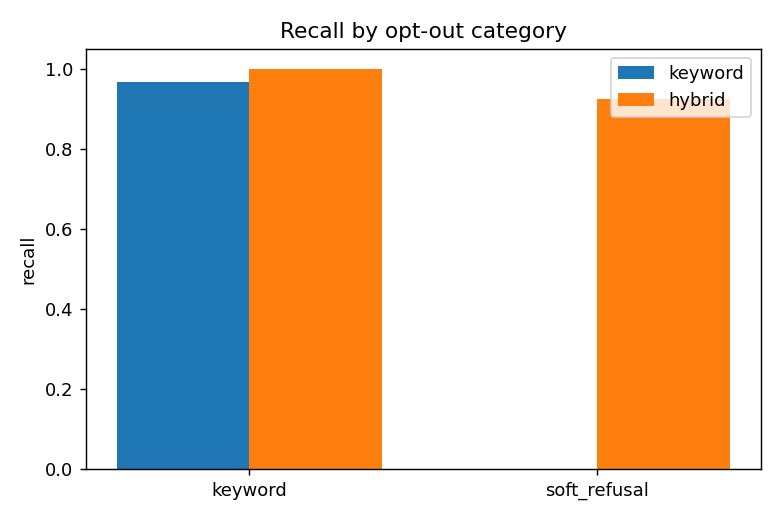 Recall by opt-out category
recall
1.0
0.8
0.6
0.4
0.2
0.0
keyword
hybrid
keyword
soft_refusal